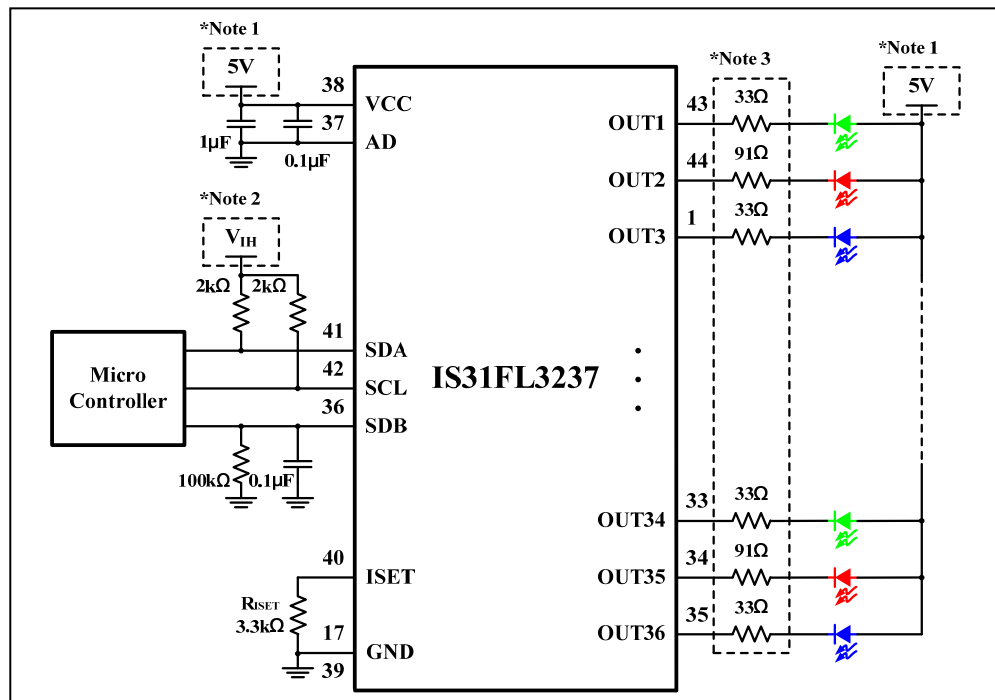 *Note 1
5V
38
VCC
37
AD
1μF
0.1μF
*Note 2
VIH
2kΩ 2kΩ
41
SDA
42
SCL
36
SDB
Micro
Controller
100kΩ
0.1μF
40
ISET
RISET
3.3kΩ
17
GND
39
IS31FL3237
*Note 3
*Note 1
5V
43
33Ω
OUT1
44
91Ω
OUT2
1
33Ω
OUT3
33
33Ω
OUT34
34
91Ω
OUT35
35
33Ω
OUT36